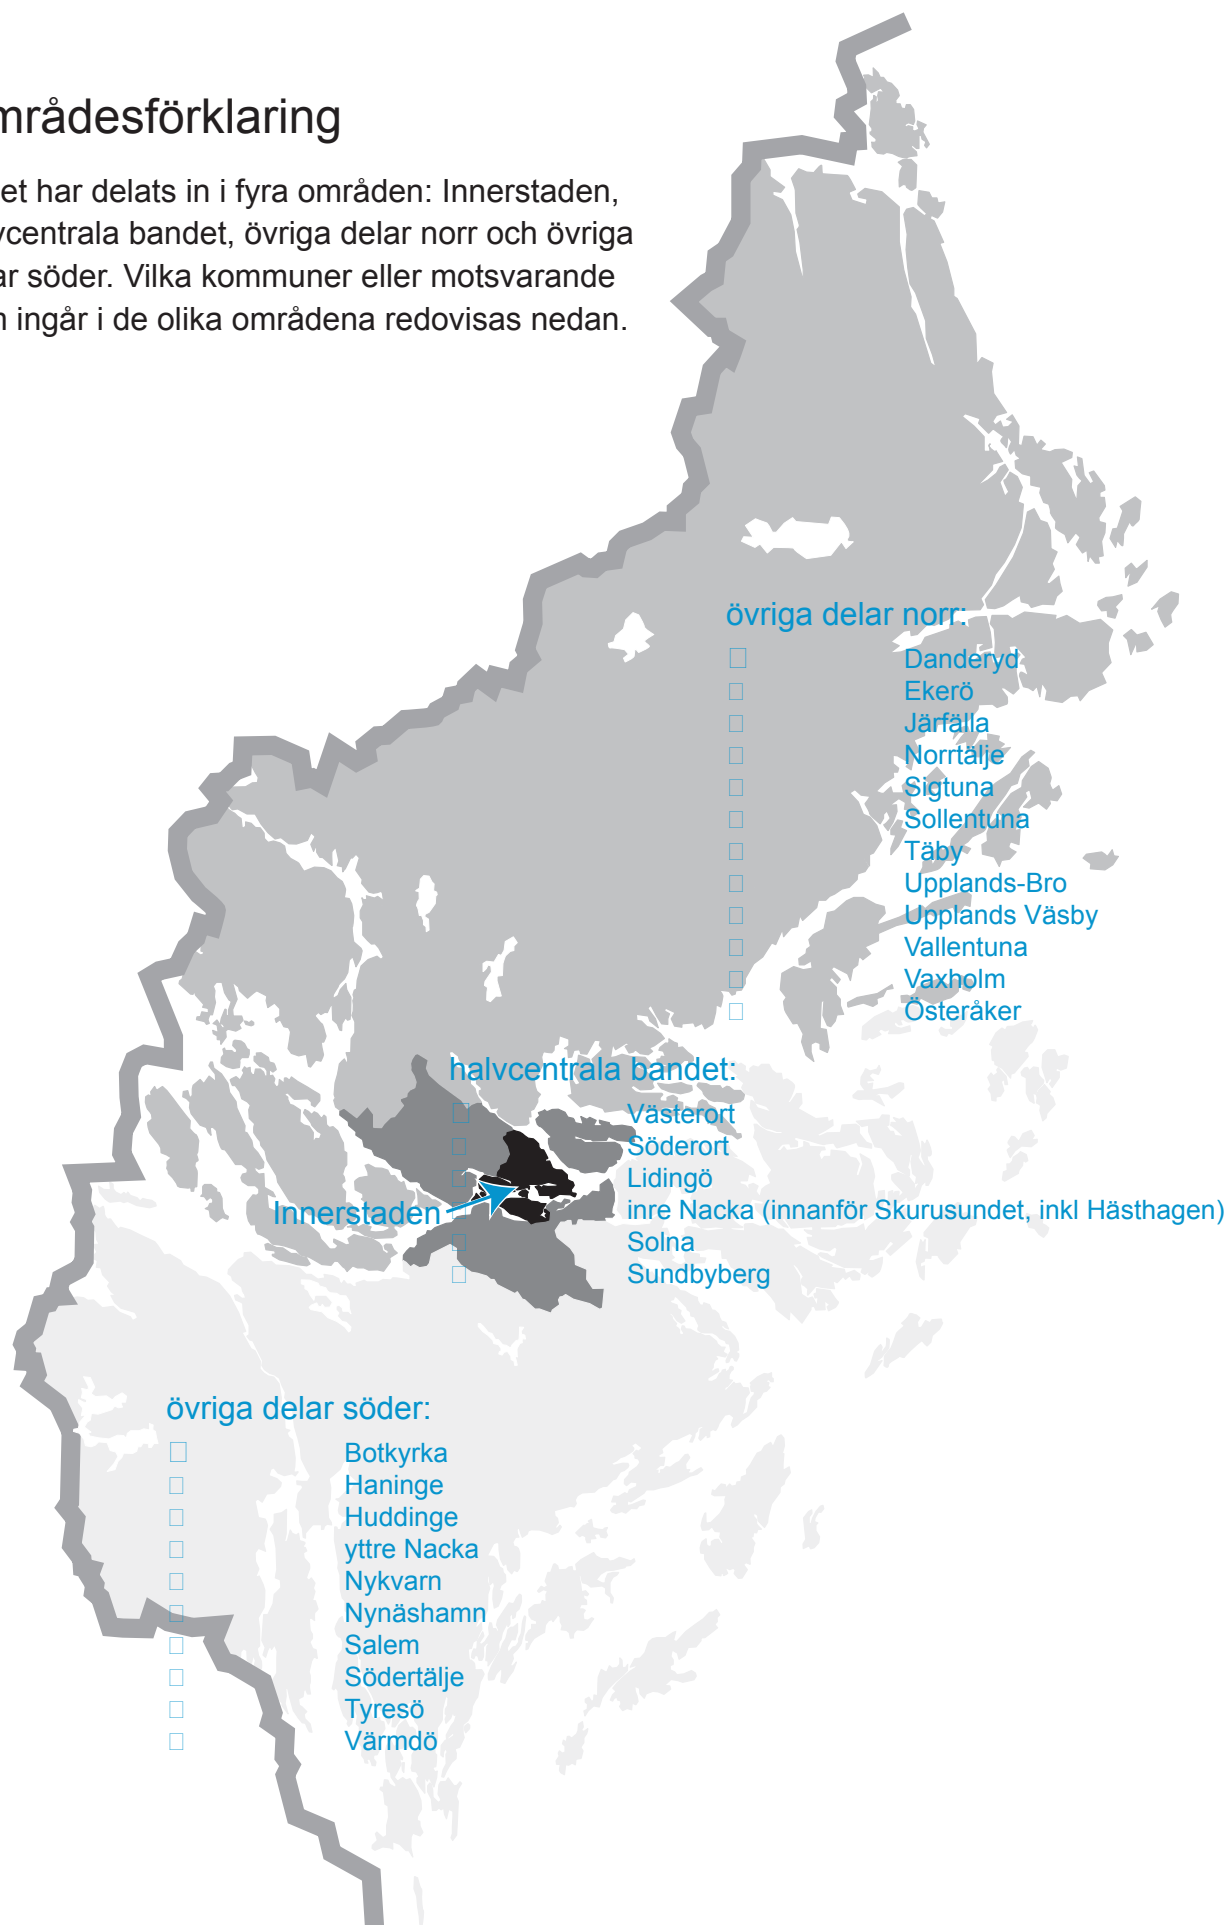 mrådesförklaring
et har delats in i fyra områden: Innerstaden,
vcentrala bandet, övriga delar norr och övriga
ar söder. Vilka kommuner eller motsvarande
n ingår i de olika områdena redovisas nedan.
övriga delar norr:
Danderyd
Ekerö
Järfälla
Norrtälje
Sigtuna
Sollentuna
Täby
Upplands-Bro
Upplands Väsby
Vallentuna
Vaxholm
Österåker
halvcentrala bandet:
Västerort
Söderort
Lidingö
inre Nacka (innanför Skurusundet, inkl Hästhagen)
Solna
Sundbyberg
Innerstaden
övriga delar söder:
Botkyrka
Haninge
Huddinge
yttre Nacka
Nykvarn
Nynäshamn
Salem
Södertälje
Tyresö
Värmdö